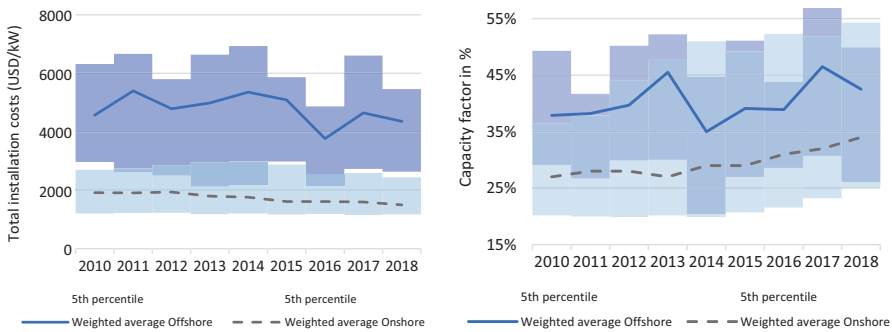 Total installation costs (USD/kW)
8000
6000
4000
2000
0
2010 2011 2012 2013 2014 2015 2016 2017 2018
5th percentile 5th percentile
Weighted average Offshore Weighted average Onshore
Capacity factor in %
55%
45%
35%
25%
15%
2010 2011 2012 2013 2014 2015 2016 2017 2018
5th percentile 5th percentile
Weighted average Offshore Weighted average Onshore